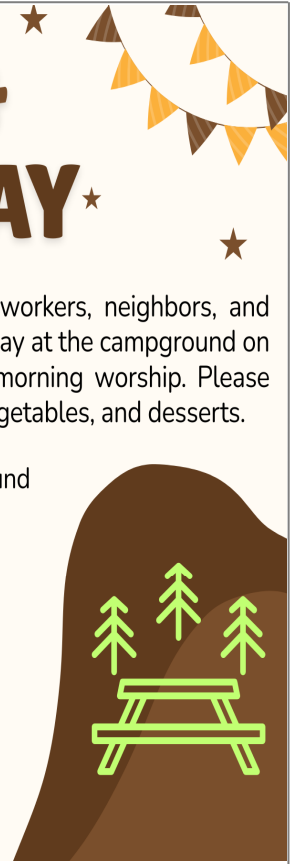 AY
workers, neighbors, and
ay at the campground on
morning worship. Please
getables, and desserts.
und